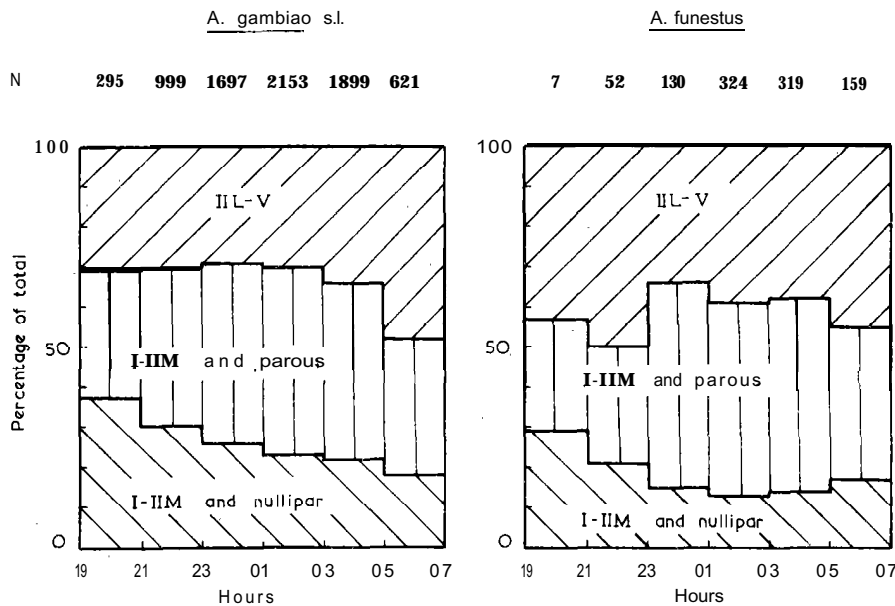 A. gambiao s.l.
A. funestus
N 295 999 1697 2153 1899 621
7 52 130 324 319 159
Percentage of total
100
50
0
IIL-V
I-IIM and parous
I-IIM and nullipar
19 21 23 01 03 05 07
Hours
100
50
0
IIL-V
I-IIM and parous
I-IIM and nullipar
19 21 23 01 03 05 07
Hours